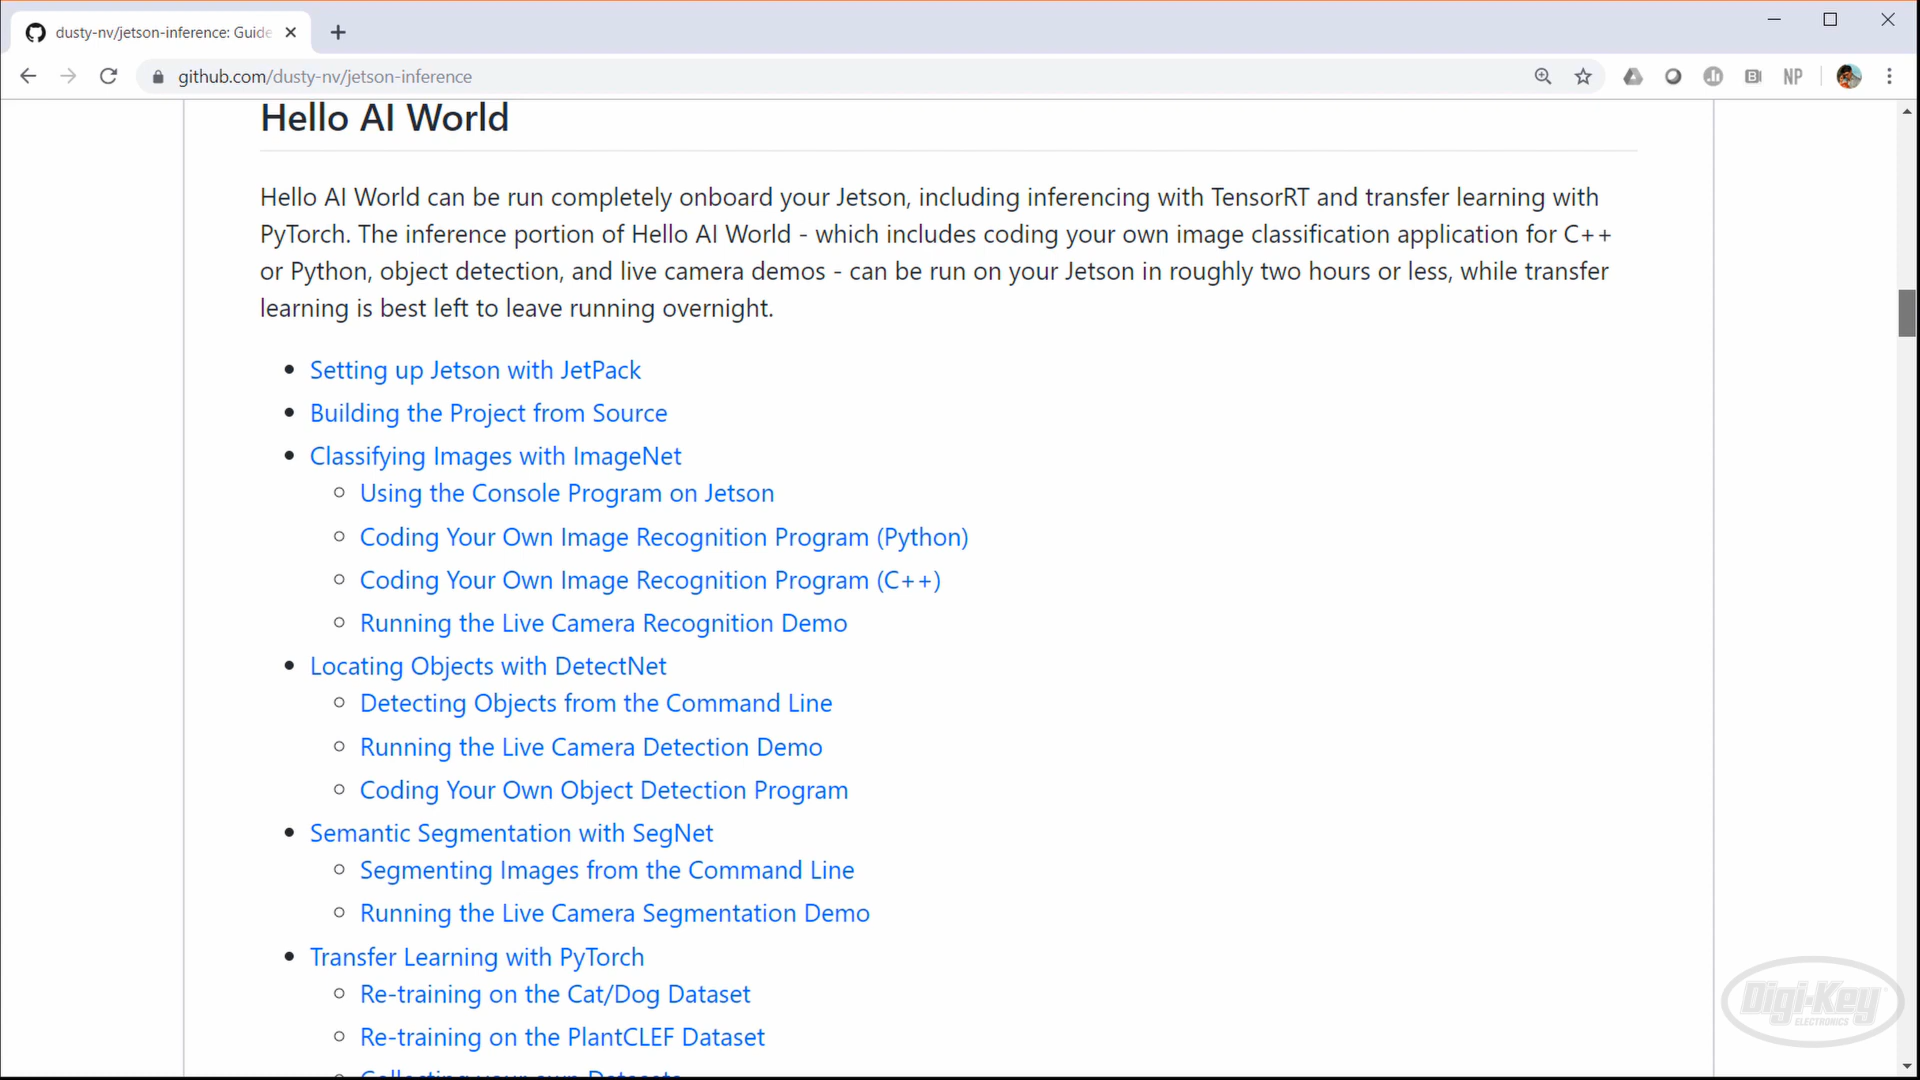 dusty-nv/jetson-inference: Guide
github.com/dusty-nv/jetson-inference
NP
Hello AI World
Hello AI World can be run completely onboard your Jetson, including inferencing with TensorRT and transfer learning with
PyTorch. The inference portion of Hello AI World - which includes coding your own image classification application for C++
or Python, object detection, and live camera demos - can be run on your Jetson in roughly two hours or less, while transfer
learning is best left to leave running overnight.
Setting up Jetson with JetPack
Building the Project from Source
Classifying Images with ImageNet
Using the Console Program on Jetson
Coding Your Own Image Recognition Program (Python)
Coding Your Own Image Recognition Program (C++)
Running the Live Camera Recognition Demo
Locating Objects with DetectNet
Detecting Objects from the Command Line
Running the Live Camera Detection Demo
Coding Your Own Object Detection Program
Semantic Segmentation with SegNet
Segmenting Images from the Command Line
Running the Live Camera Segmentation Demo
Transfer Learning with PyTorch
Re-training on the Cat/Dog Dataset
Re-training on the PlantCLEF Dataset
Collecting your own Datasets
Digi-Key
ELECTRONICS